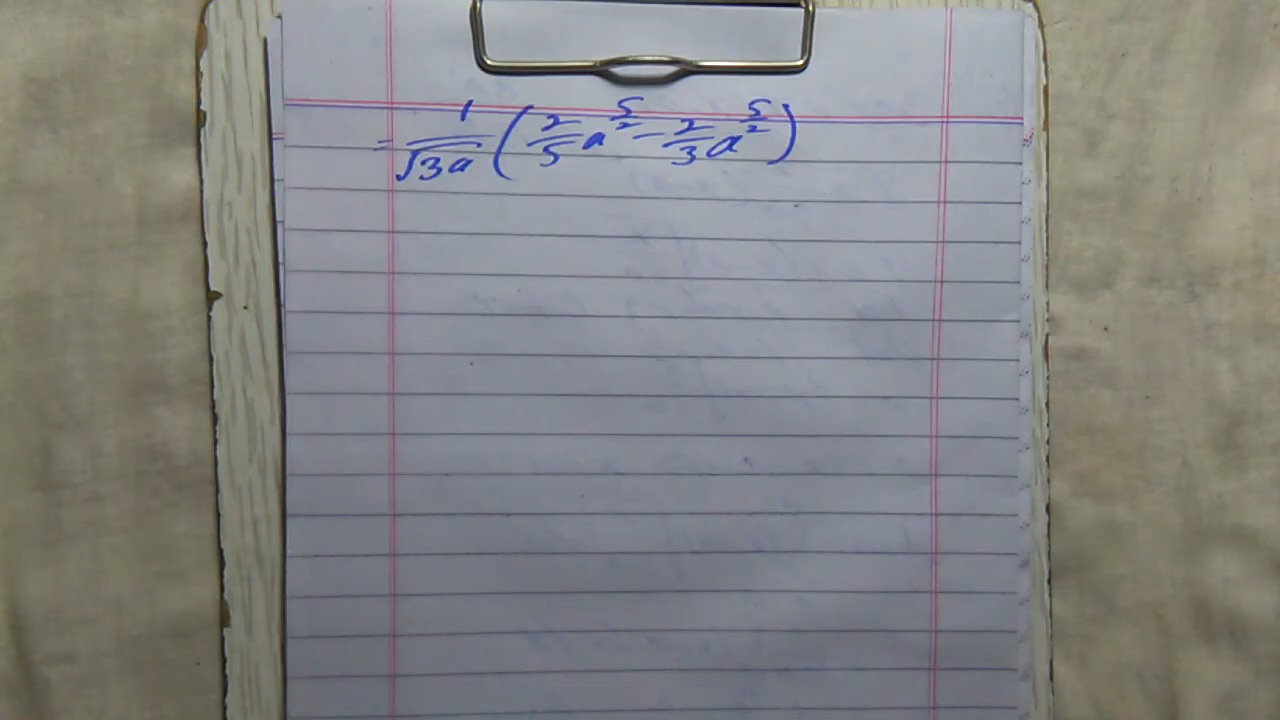 = 1/√3a (2/5 a^5/2 - 2/3 a^5/2)